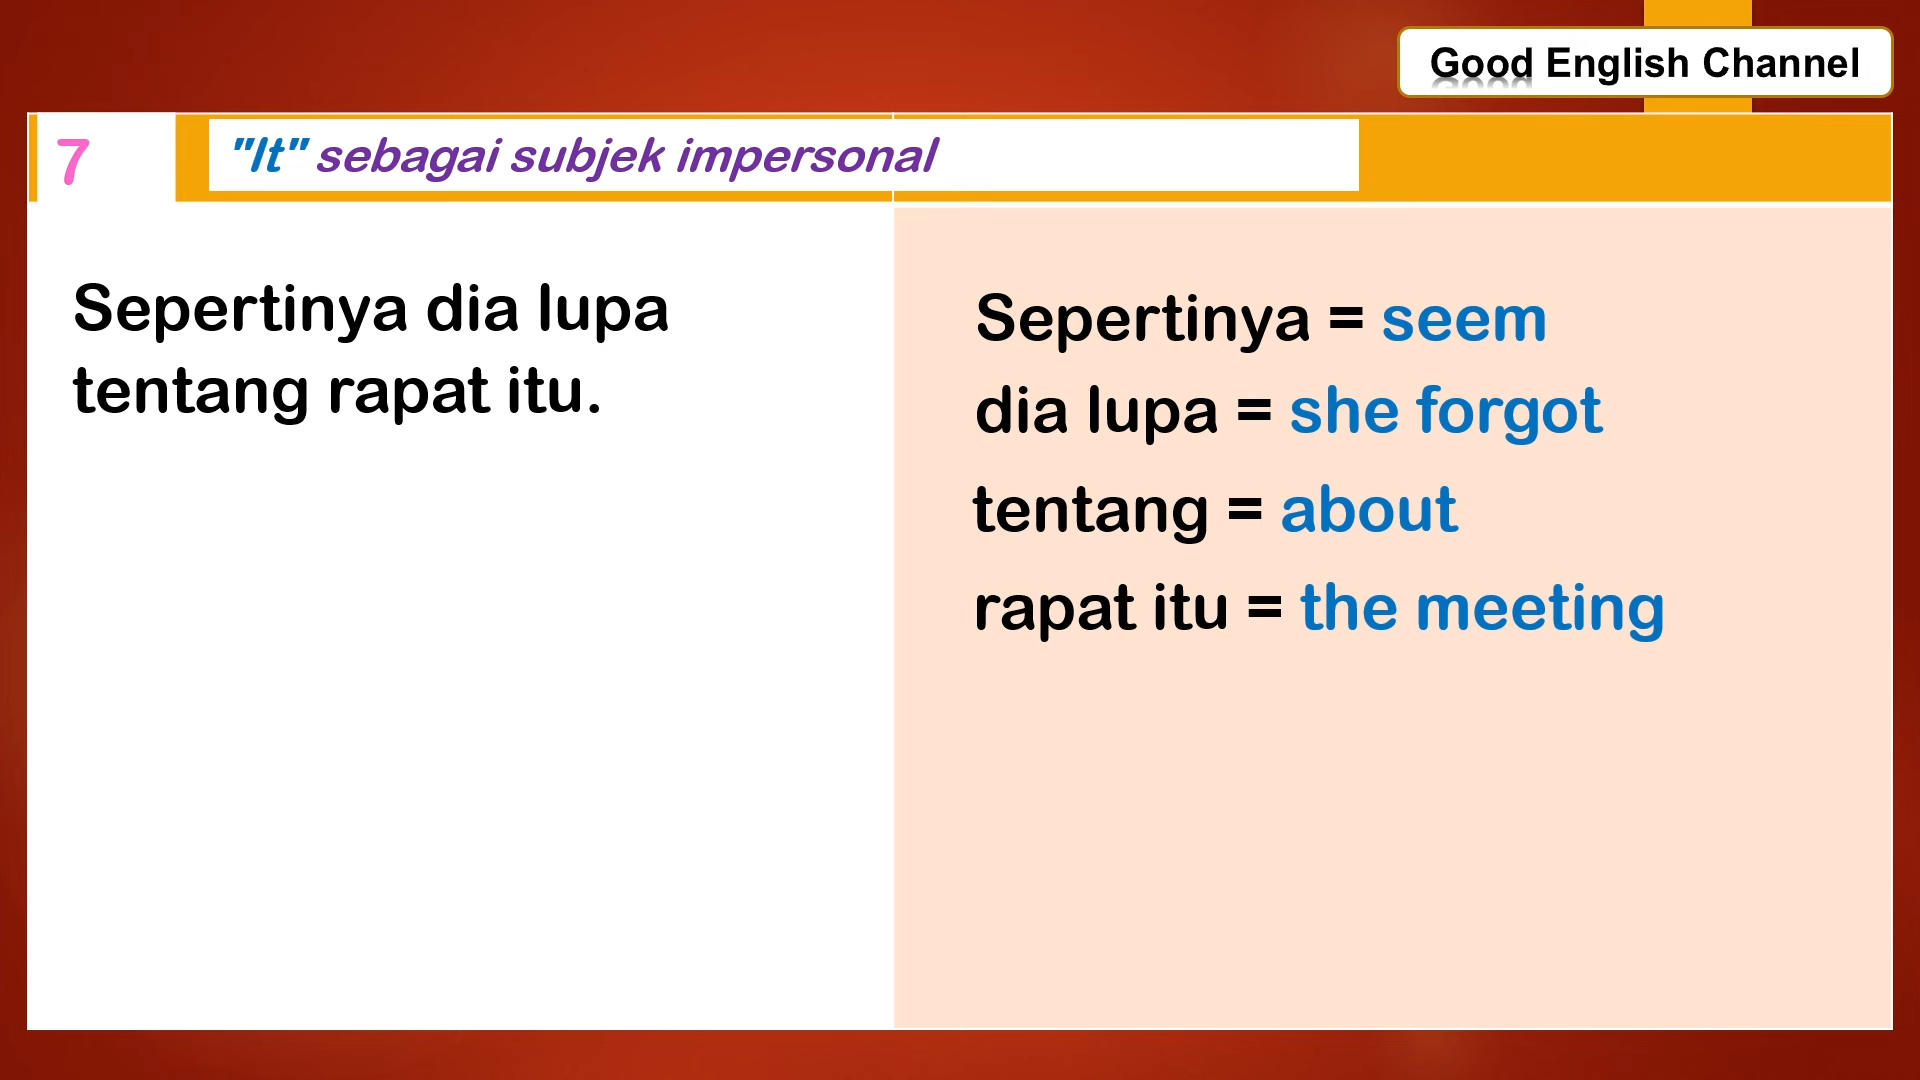 Good English Channel
7
"It" sebagai subjek impersonal
Sepertinya dia lupa
tentang rapat itu.
Sepertinya = seem
dia lupa = she forgot
tentang = about
rapat itu = the meeting